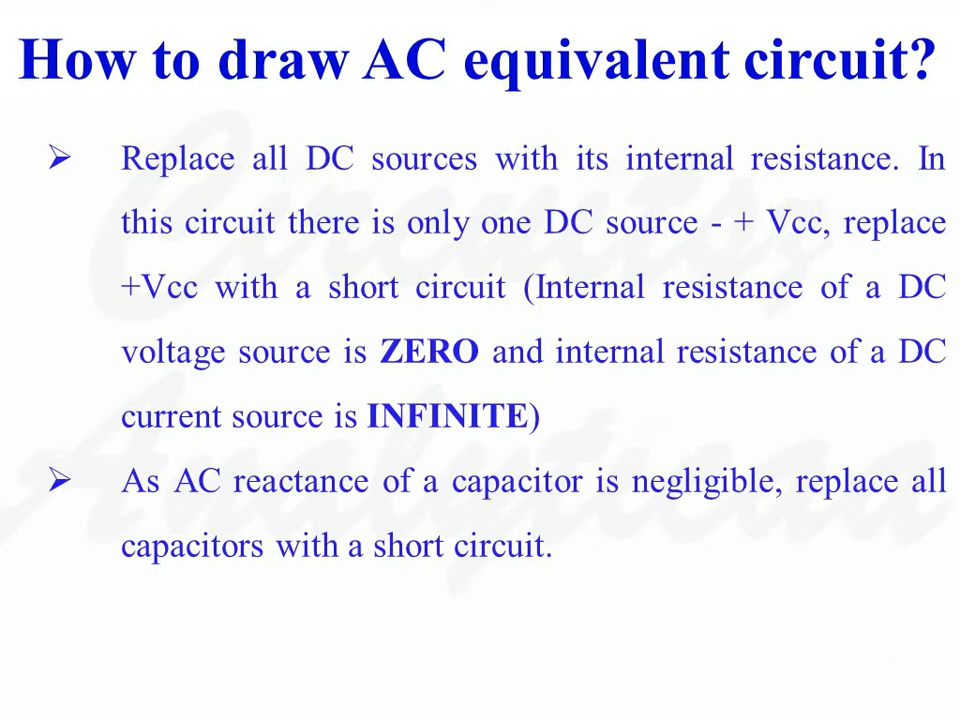 How to draw AC equivalent circuit?
➢ Replace all DC sources with its internal resistance. In
this circuit there is only one DC source - + Vcc, replace
+Vcc with a short circuit (Internal resistance of a DC
voltage source is ZERO and internal resistance of a DC
current source is INFINITE)
➢ As AC reactance of a capacitor is negligible, replace all
capacitors with a short circuit.